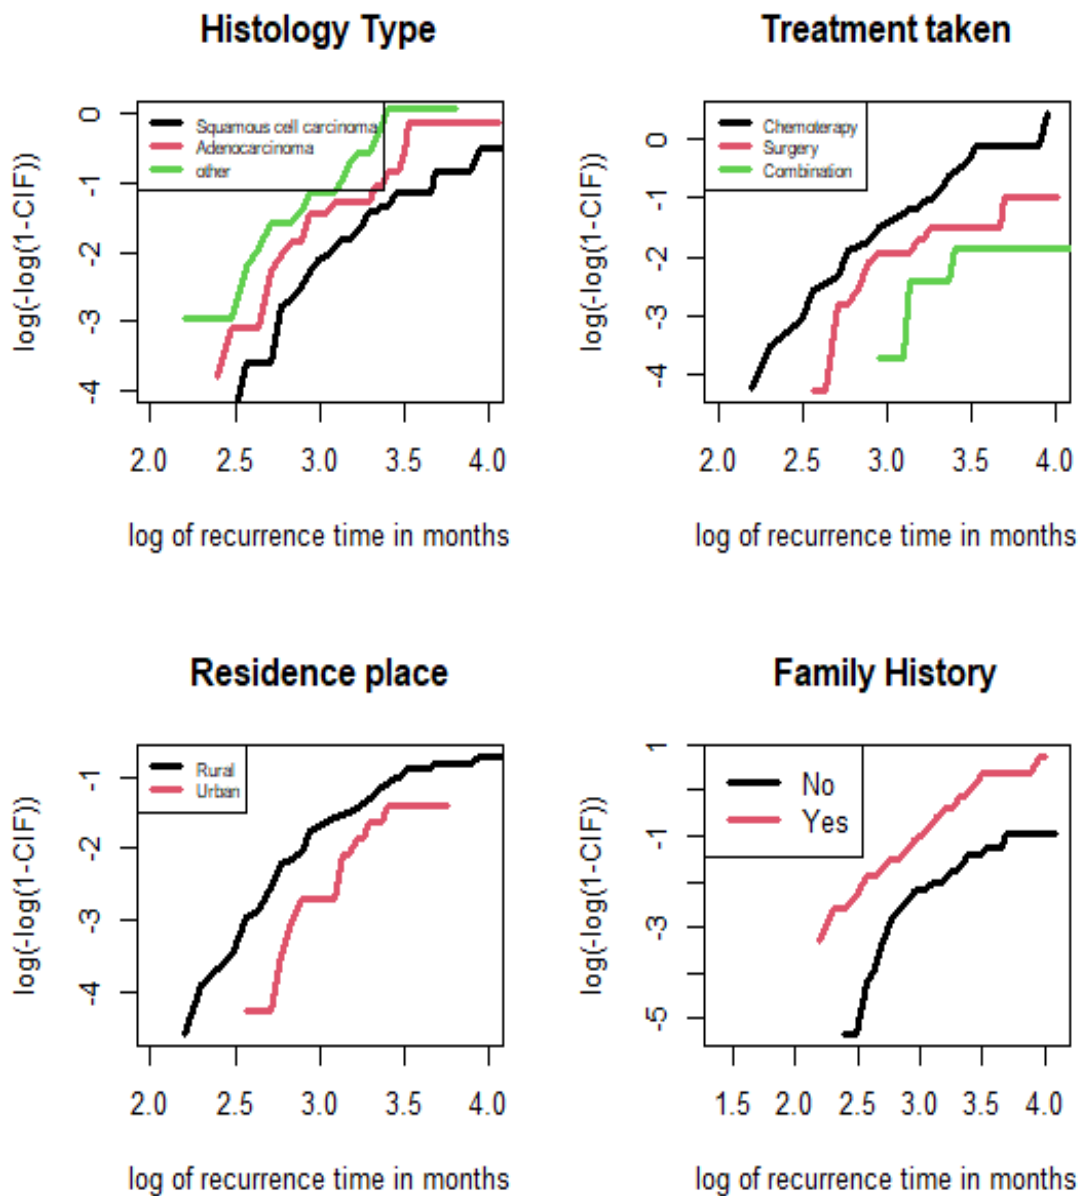 Histology Type
log(-log(1-CIF))
0
-1
-2
-3
-4
Squamous cell carcinoma
Adenocarcinoma
other
2.0 2.5 3.0 3.5 4.0
log of recurrence time in months
Treatment taken
log(-log(1-CIF))
0
-1
-2
-3
-4
Chemoterapy
Surgery
Combination
2.0 2.5 3.0 3.5 4.0
log of recurrence time in months
Residence place
log(-log(1-CIF))
-1
-2
-3
-4
Rural
Urban
2.0 2.5 3.0 3.5 4.0
log of recurrence time in months
Family History
log(-log(1-CIF))
1
-1
-3
-5
No
Yes
1.5 2.0 2.5 3.0 3.5 4.0
log of recurrence time in months